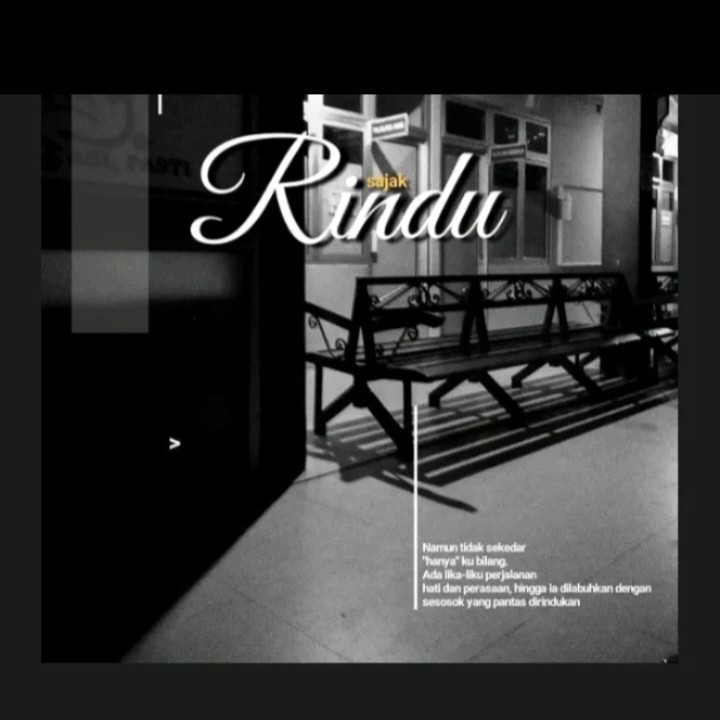 sajak
Rindu
>
Namun tidak sekedar
"hanya" ku bilang.
Ada lika-liku perjalanan
hati dan perasaan, hingga ia dilabuhkan dengan
sesosok yang pantas dirindukan